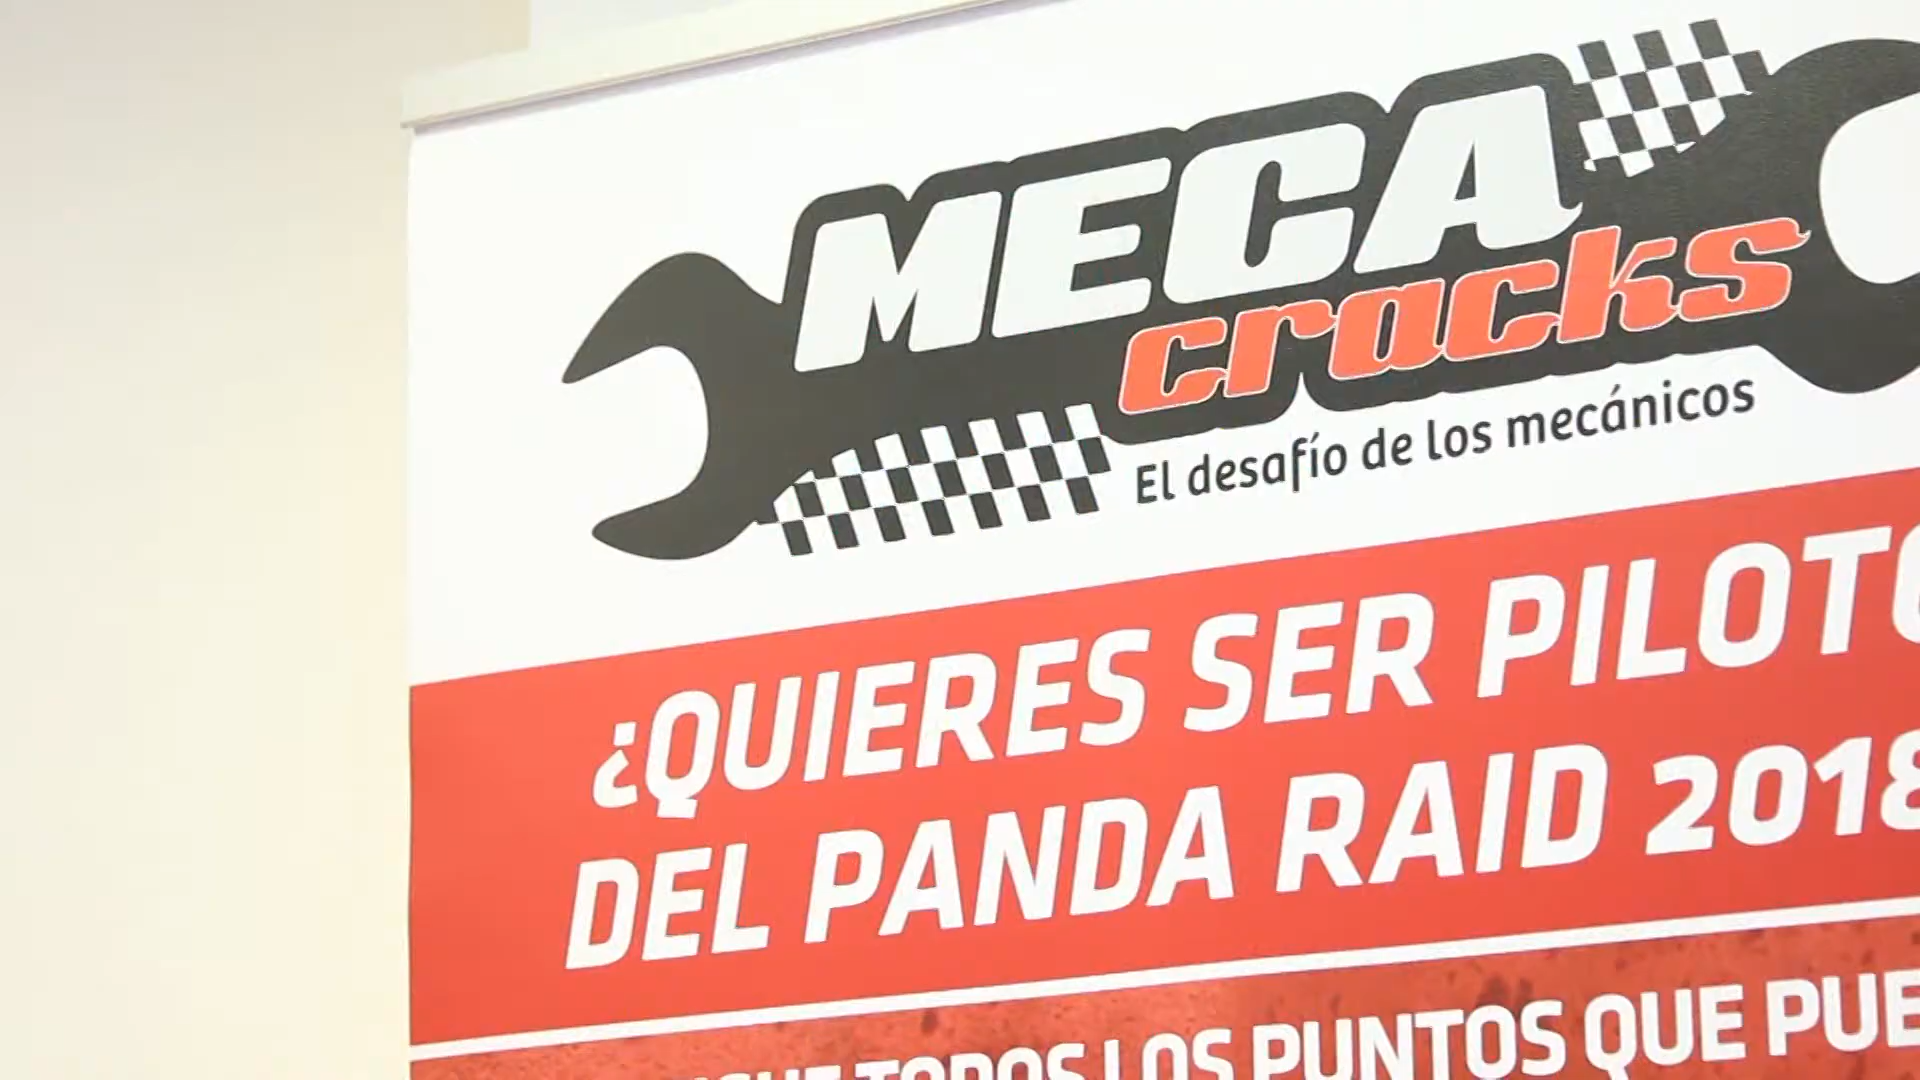 MECA
cracks
El desafío de los mecánicos
¿QUIERES SER PILOTO
DEL PANDA RAID 2018
TODOS LOS PUNTOS QUE PUE